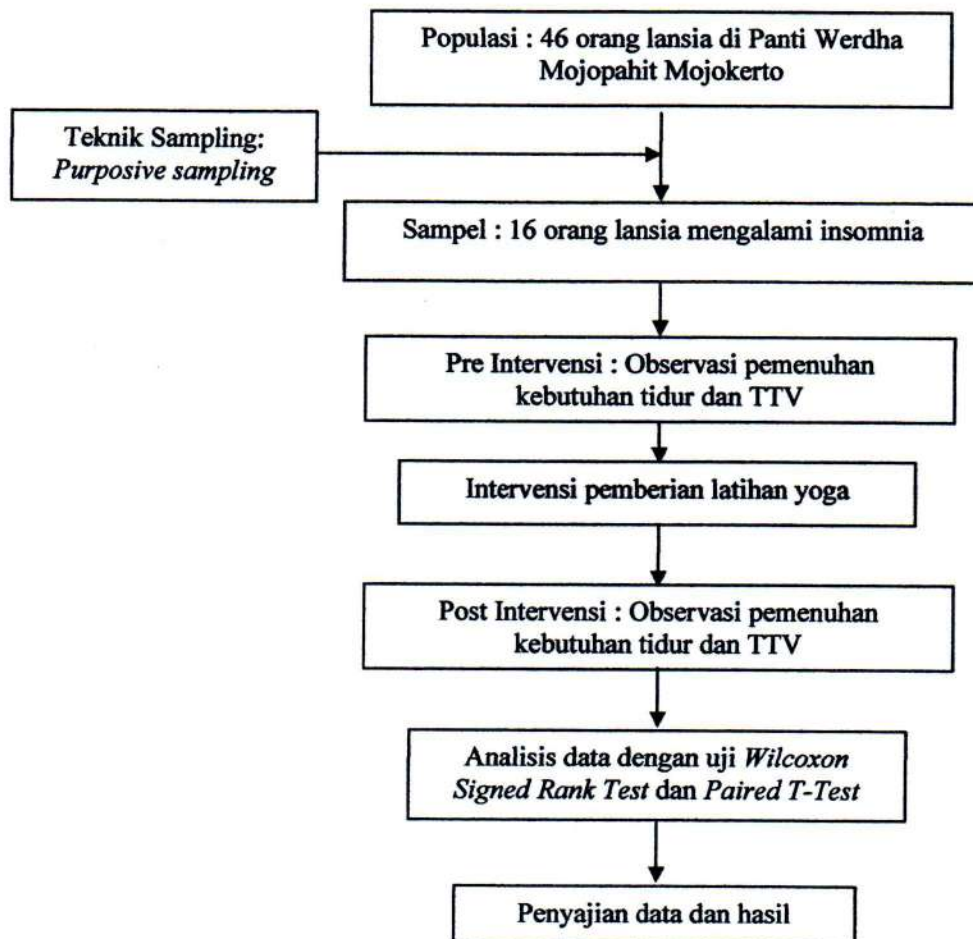 Populasi : 46 orang lansia di Panti Werdha
Mojopahit Mojokerto
Teknik Sampling:
Purposive sampling
Sampel : 16 orang lansia mengalami insomnia
Pre Intervensi : Observasi pemenuhan
kebutuhan tidur dan TTV
Intervensi pemberian latihan yoga
Post Intervensi : Observasi pemenuhan
kebutuhan tidur dan TTV
Analisis data dengan uji Wilcoxon
Signed Rank Test dan Paired T-Test
Penyajian data dan hasil